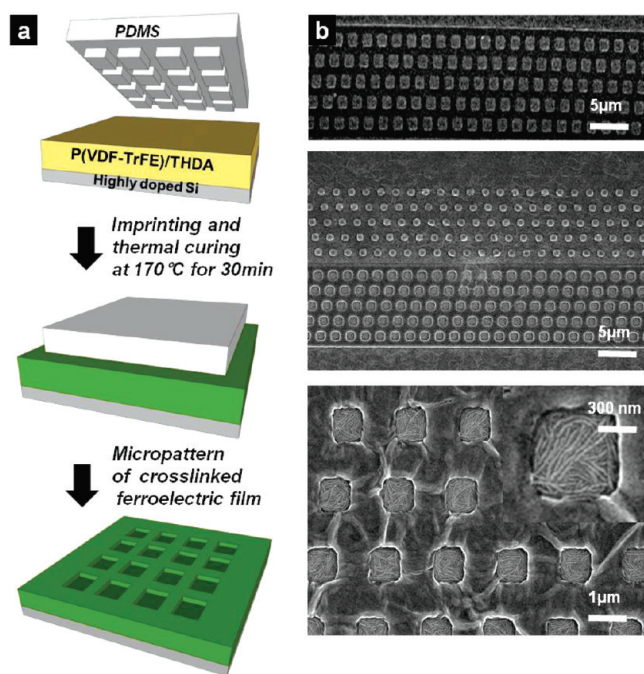 a
PDMS
P(VDF-TrFE)/THDA
Highly doped Si
Imprinting and
thermal curing
at 170°C for 30min
Micropattern
of crosslinked
ferroelectric film
b
5μm
5μm
300 nm
1μm